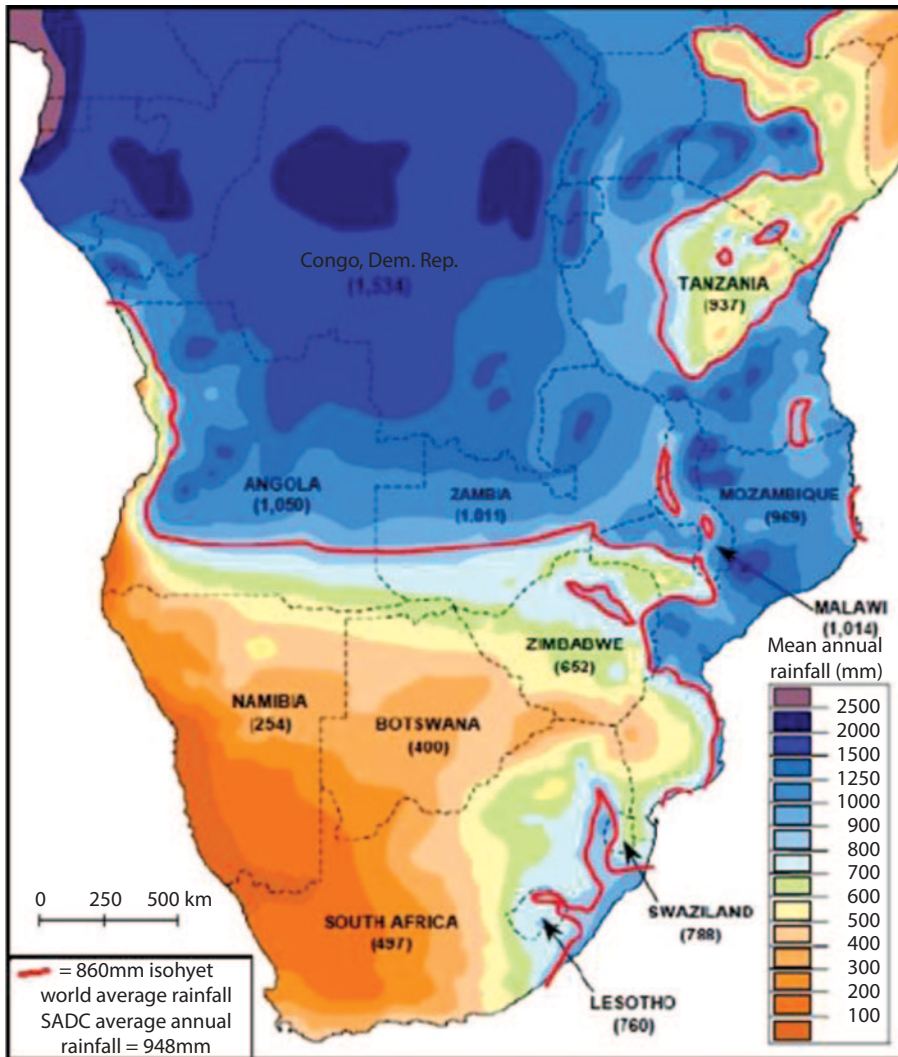 Congo, Dem. Rep.
(1,534)
TANZANIA
(937)
ANGOLA
(1,050)
ZAMBIA
(1,011)
MOZAMBIQUE
(969)
MALAWI
(1,014)
ZIMBABWE
(652)
NAMIBIA
(254)
BOTSWANA
(400)
SWAZILAND
(788)
SOUTH AFRICA
(497)
LESOTHO
(760)
Mean annual
rainfall (mm)
2500
2000
1500
1250
1000
900
800
700
600
500
400
300
200
100
0 250 500 km
= 860mm isohyet
world average rainfall
SADC average annual
rainfall = 948mm